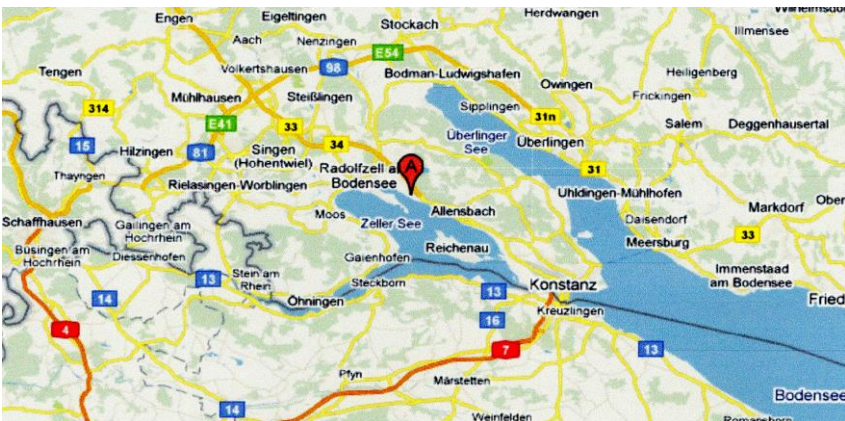 Engen
Eigeltingen
Stockach
Herdwangen
Illmensee
Aach
Nenzingen
E54
Volkertshausen
98
Bodman-Ludwigshafen
Owingen
Heiligenberg
Tengen
Mühlhausen
Steißlingen
Frickingen
314
Sipplingen
31n
E41
33
Salem
Deggenhausertal
15
34
Überlinger
See
Überlingen
Hilzingen
81
Singen
(Hohentwiel)
31
Thayngen
Radolfzell a
Bodensee
A
Rielasingen-Worblingen
Uhldingen-Mühlhofen
Markdorf
Ober
Schaffhausen
Gailingen am
Hochrhein
Moos
Zeller See
Allensbach
Daisendorf
33
Büsingen am
Hochrhein
Diessenhofen
Reichenau
Meersburg
Gaienhofen
Immenstaad
am Bodensee
13
Stein am
Rhein
Steckborn
13
Konstanz
14
Öhningen
Fried
16
Kreuzlingen
4
7
13
Pfyn
Märstetten
14
Bodensee
Weinfelden